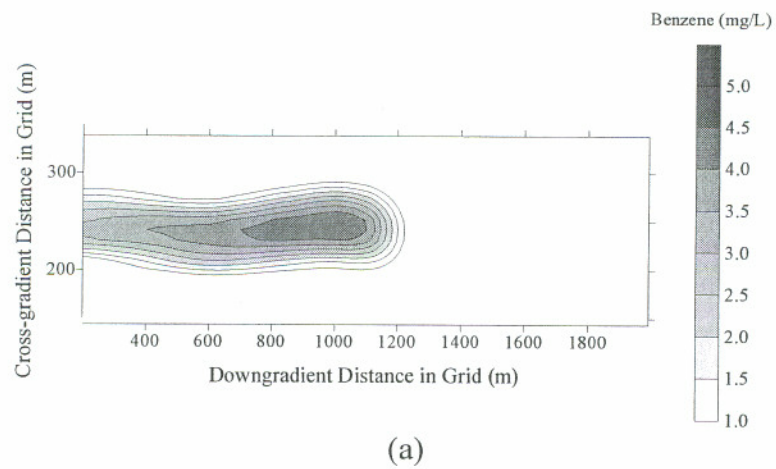 Benzene (mg/L)
5.0
4.5
4.0
3.5
3.0
2.5
2.0
1.5
1.0
Cross-gradient Distance in Grid (m)
300
200
400 600 800 1000 1200 1400 1600 1800
Downgradient Distance in Grid (m)
(a)